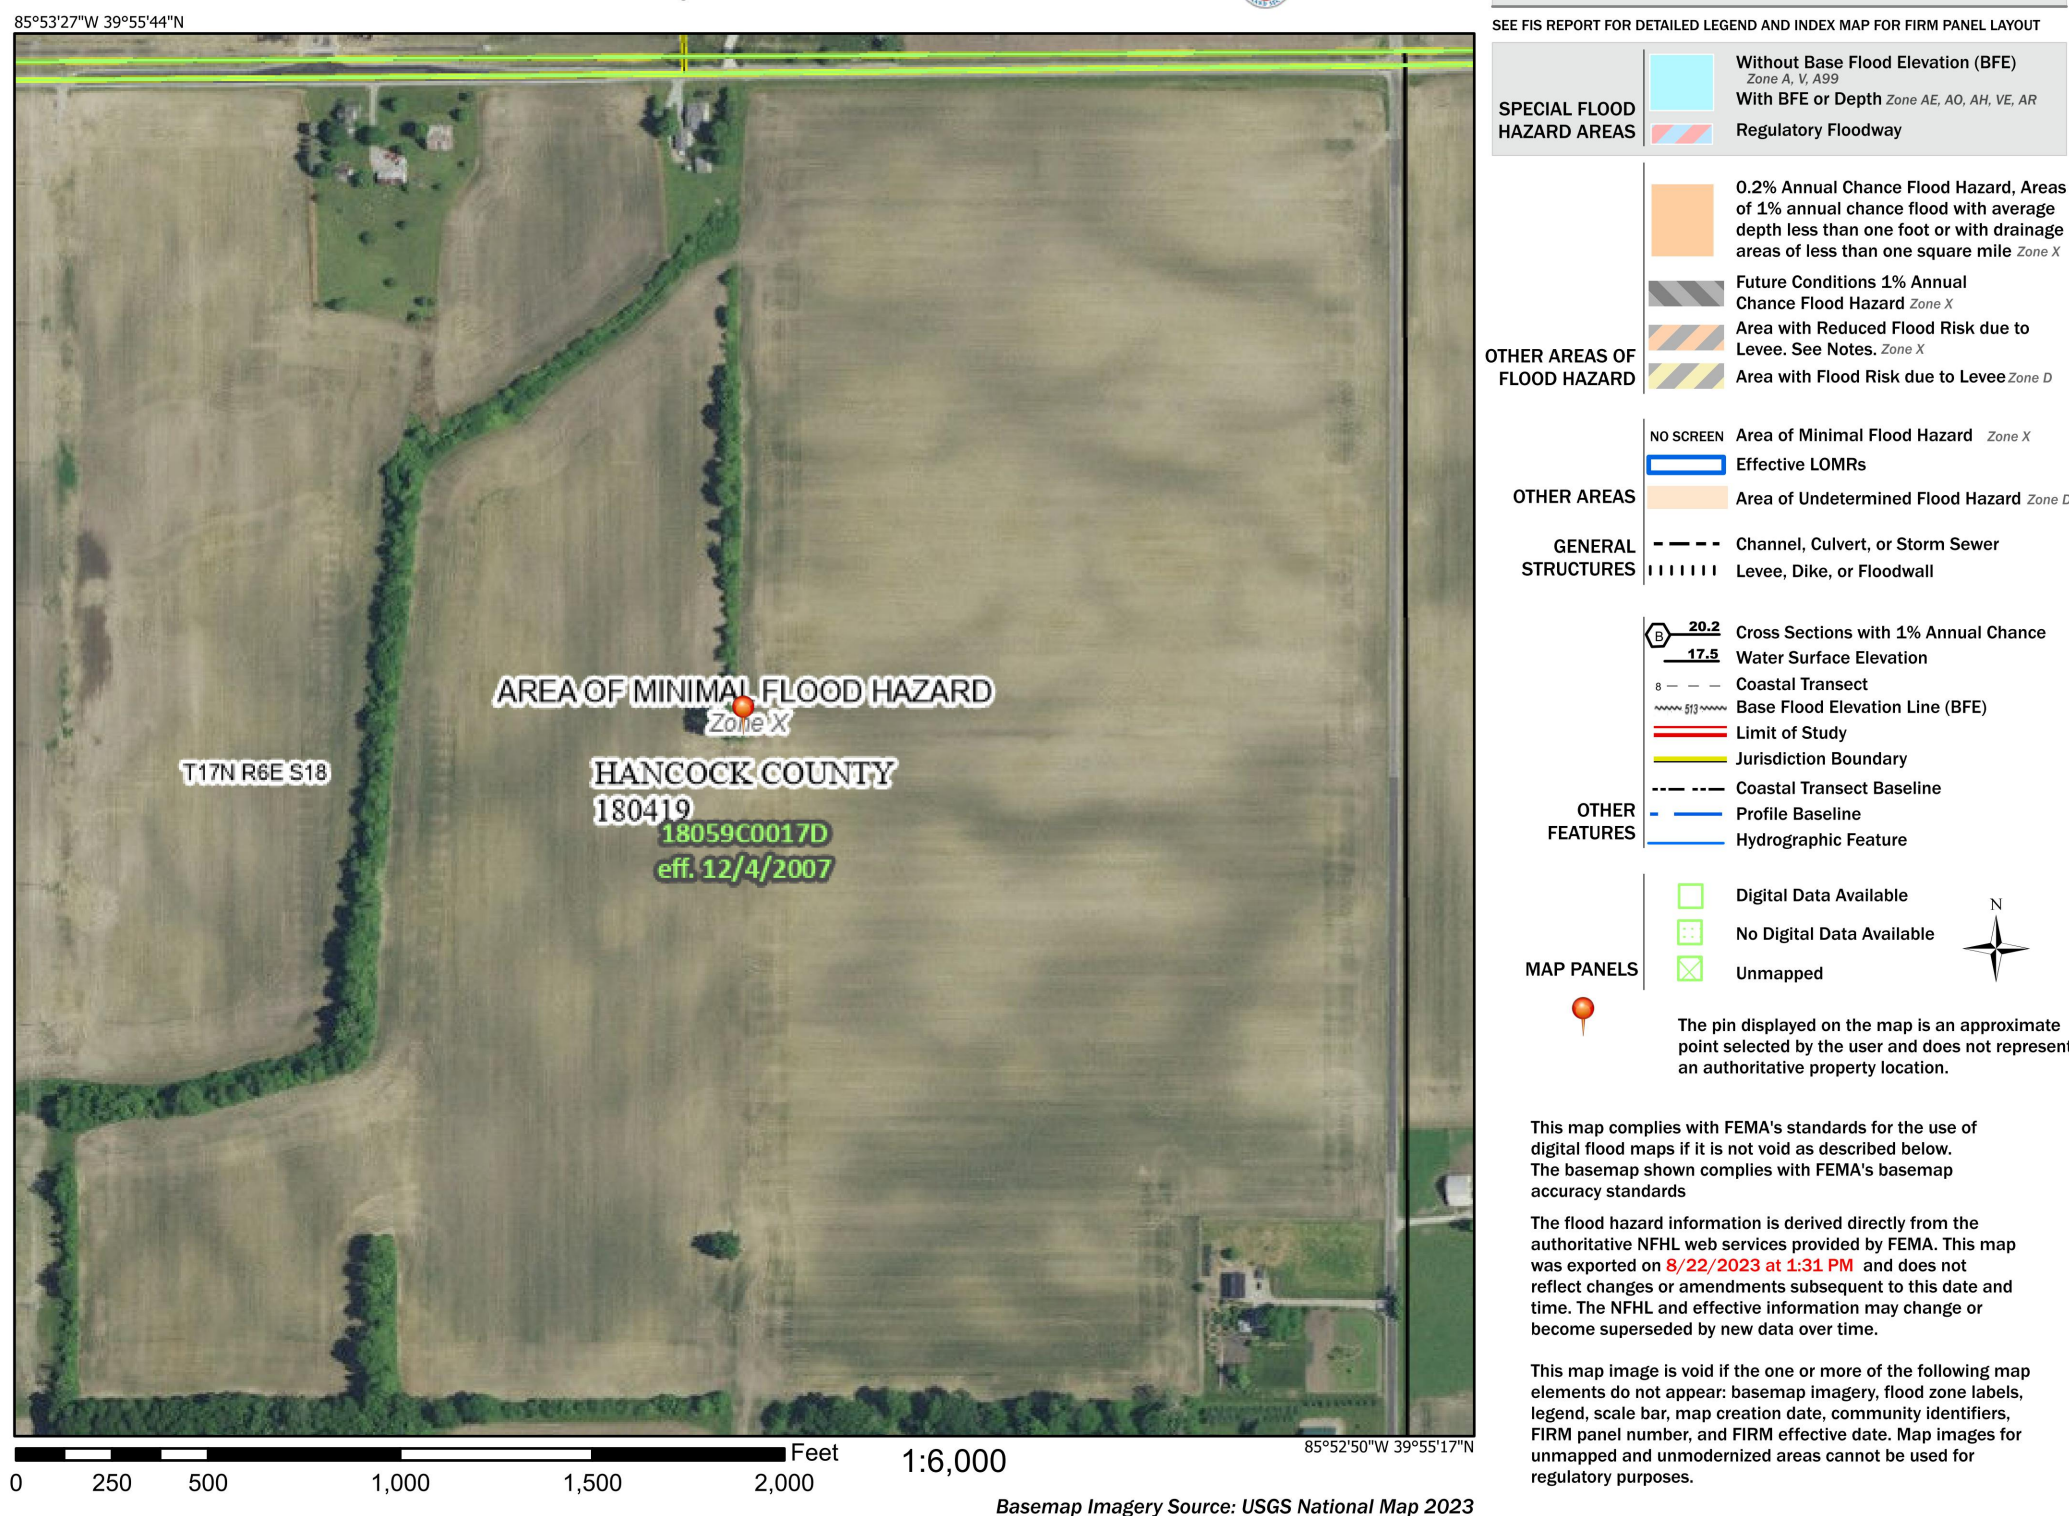 85°53'27"W 39°55'44"N
AREA OF MINIMAL FLOOD HAZARD
Zone X
T17N R6E S18
HANCOCK COUNTY
180419
18059C0017D
eff. 12/4/2007
85°52'50"W 39°55'17"N
Feet
1:6,000
0 250 500 1,000 1,500 2,000
Basemap Imagery Source: USGS National Map 2023
SEE FIS REPORT FOR DETAILED LEGEND AND INDEX MAP FOR FIRM PANEL LAYOUT
SPECIAL FLOOD
HAZARD AREAS
Without Base Flood Elevation (BFE)
Zone A, V, A99
With BFE or Depth Zone AE, AO, AH, VE, AR
Regulatory Floodway
0.2% Annual Chance Flood Hazard, Areas
of 1% annual chance flood with average
depth less than one foot or with drainage
areas of less than one square mile Zone X
Future Conditions 1% Annual
Chance Flood Hazard Zone X
Area with Reduced Flood Risk due to
Levee. See Notes. Zone X
Area with Flood Risk due to Levee Zone D
OTHER AREAS OF
FLOOD HAZARD
NO SCREEN Area of Minimal Flood Hazard Zone X
Effective LOMRs
Area of Undetermined Flood Hazard Zone D
OTHER AREAS
GENERAL
STRUCTURES
Channel, Culvert, or Storm Sewer
Levee, Dike, or Floodwall
B 20.2 Cross Sections with 1% Annual Chance
17.5 Water Surface Elevation
8 Coastal Transect
513 Base Flood Elevation Line (BFE)
Limit of Study
Jurisdiction Boundary
Coastal Transect Baseline
Profile Baseline
Hydrographic Feature
OTHER
FEATURES
Digital Data Available
No Digital Data Available
Unmapped
MAP PANELS
N
The pin displayed on the map is an approximate
point selected by the user and does not represent
an authoritative property location.
This map complies with FEMA's standards for the use of
digital flood maps if it is not void as described below.
The basemap shown complies with FEMA's basemap
accuracy standards
The flood hazard information is derived directly from the
authoritative NFHL web services provided by FEMA. This map
was exported on 8/22/2023 at 1:31 PM and does not
reflect changes or amendments subsequent to this date and
time. The NFHL and effective information may change or
become superseded by new data over time.
This map image is void if the one or more of the following map
elements do not appear: basemap imagery, flood zone labels,
legend, scale bar, map creation date, community identifiers,
FIRM panel number, and FIRM effective date. Map images for
unmapped and unmodernized areas cannot be used for
regulatory purposes.